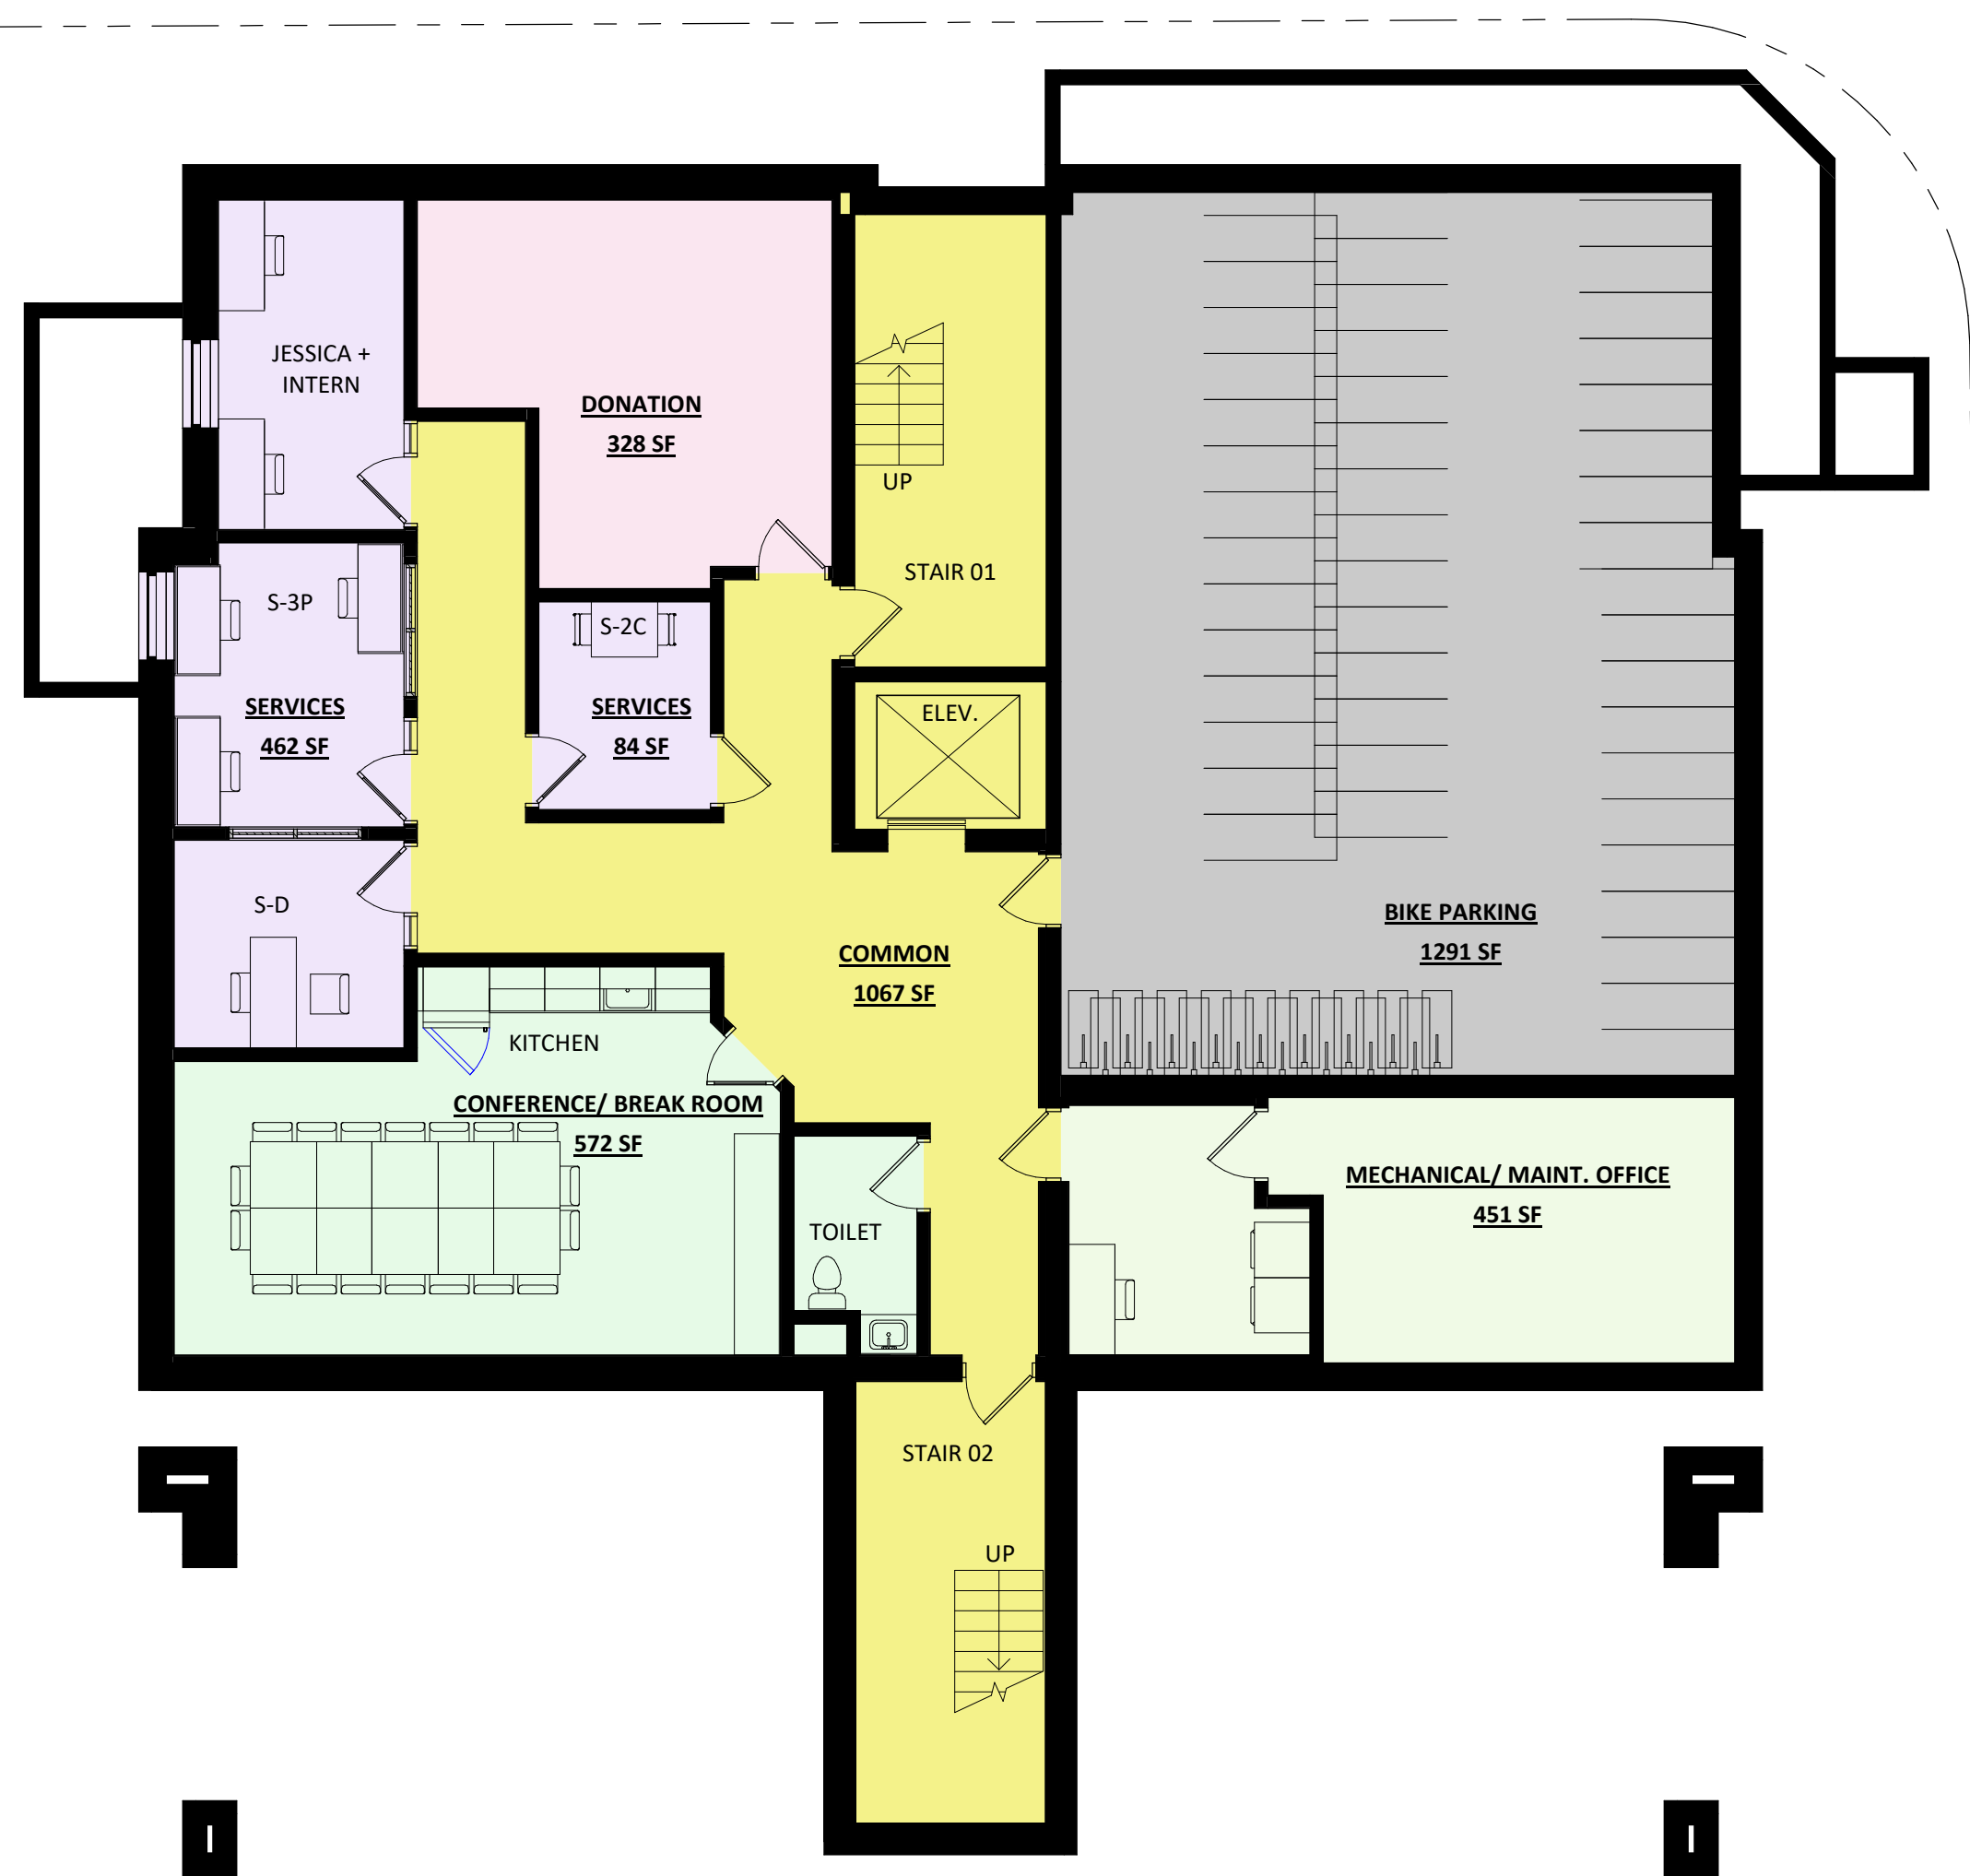 JESSICA +
INTERN
DONATION
328 SF
UP
STAIR 01
S-3P
S-2C
SERVICES
462 SF
SERVICES
84 SF
ELEV.
S-D
BIKE PARKING
1291 SF
COMMON
1067 SF
KITCHEN
CONFERENCE/ BREAK ROOM
572 SF
MECHANICAL/ MAINT. OFFICE
451 SF
TOILET
STAIR 02
UP